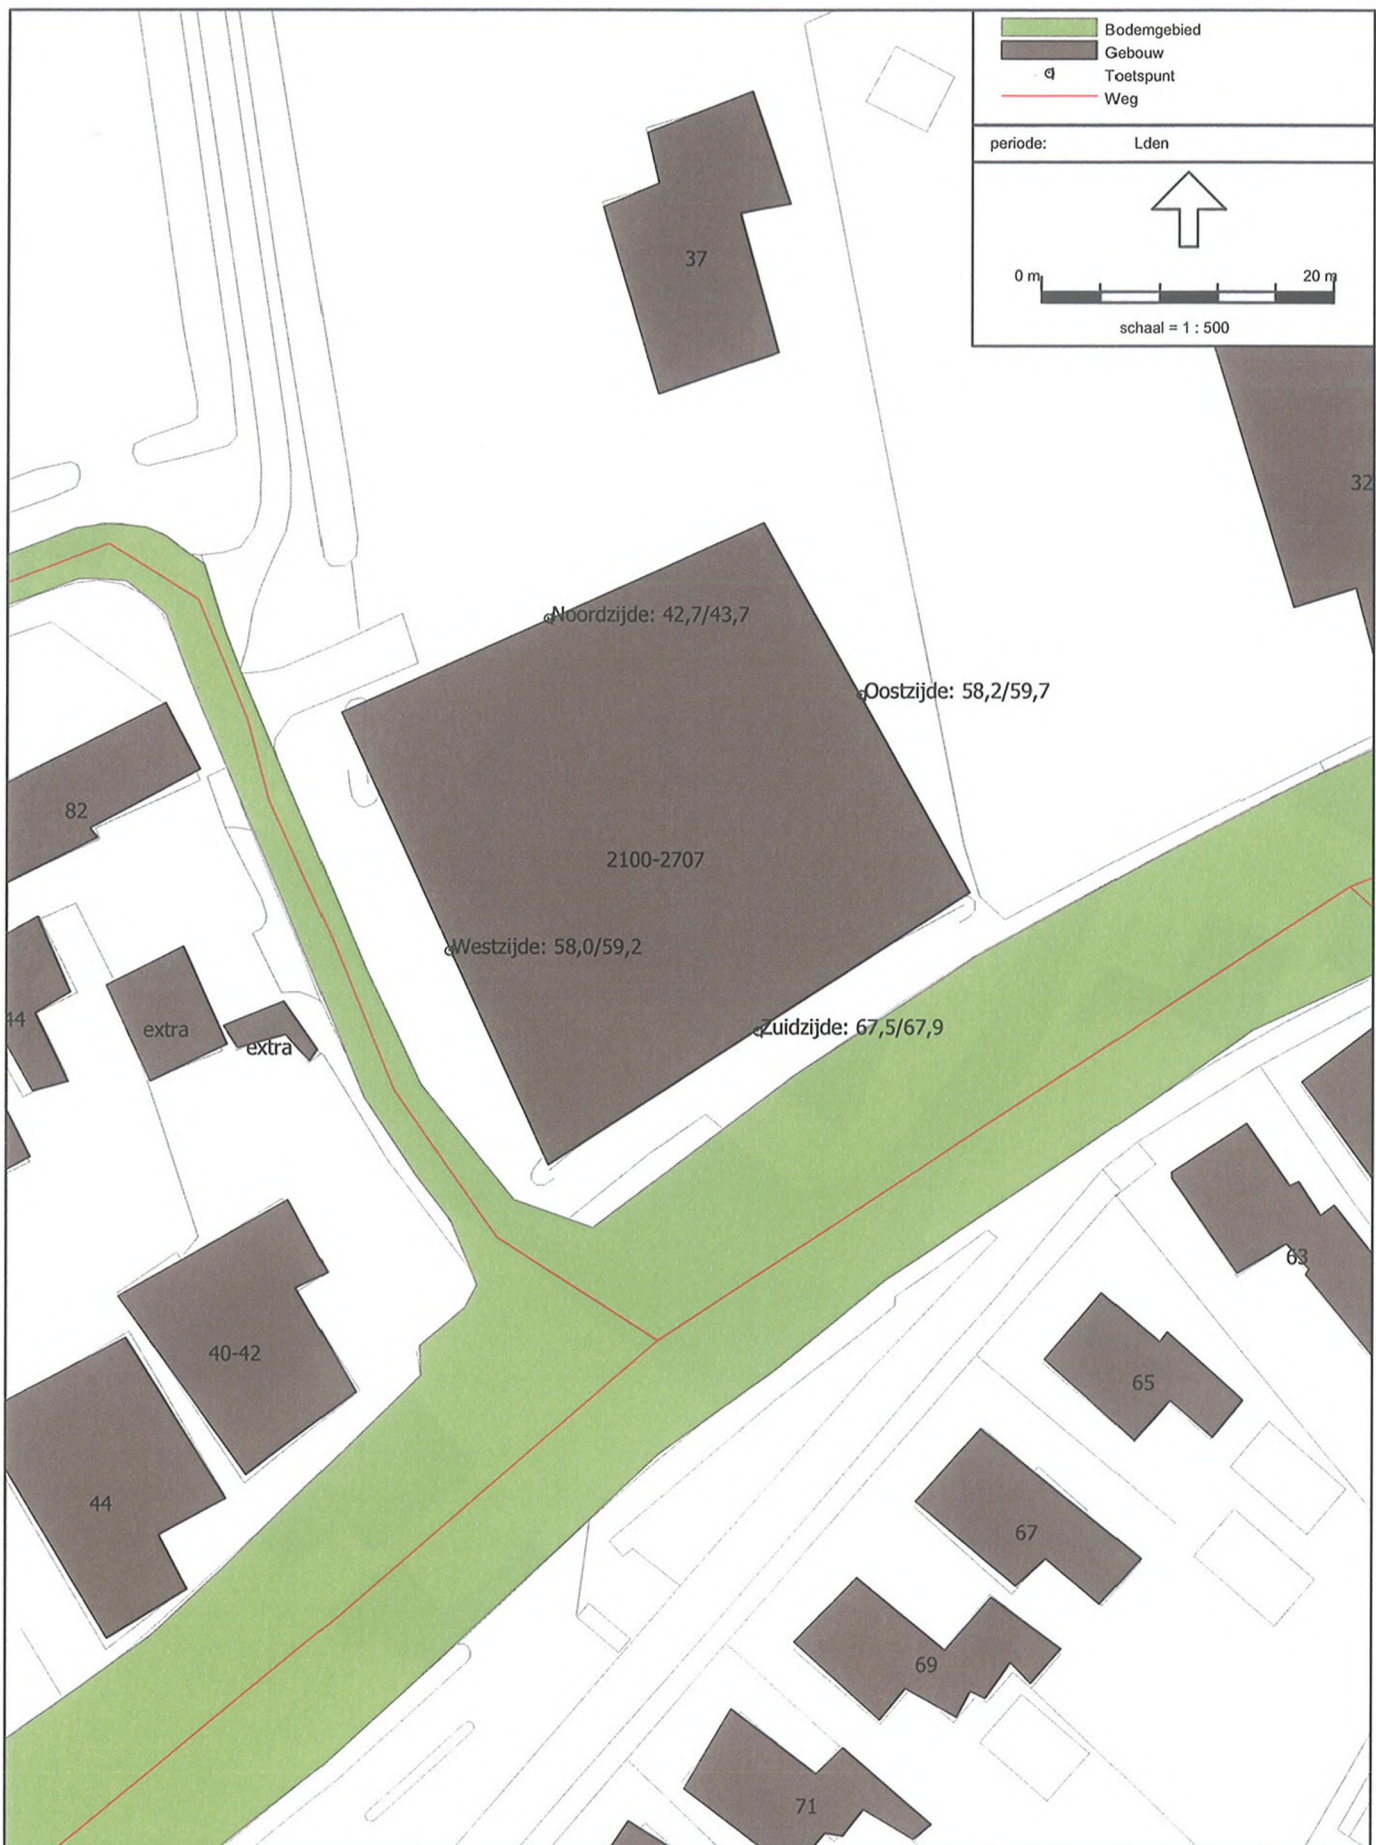 Bodemgebied
Gebouw
Toetspunt
Weg
periode: Lden
0 m 20 m
schaal = 1 : 500
37
32
Noordzijde: 42,7/43,7
Oostzijde: 58,2/59,7
82
2100-2707
Westzijde: 58,0/59,2
44
extra
extra
Zuidzijde: 67,5/67,9
63
40-42
65
44
67
69
71